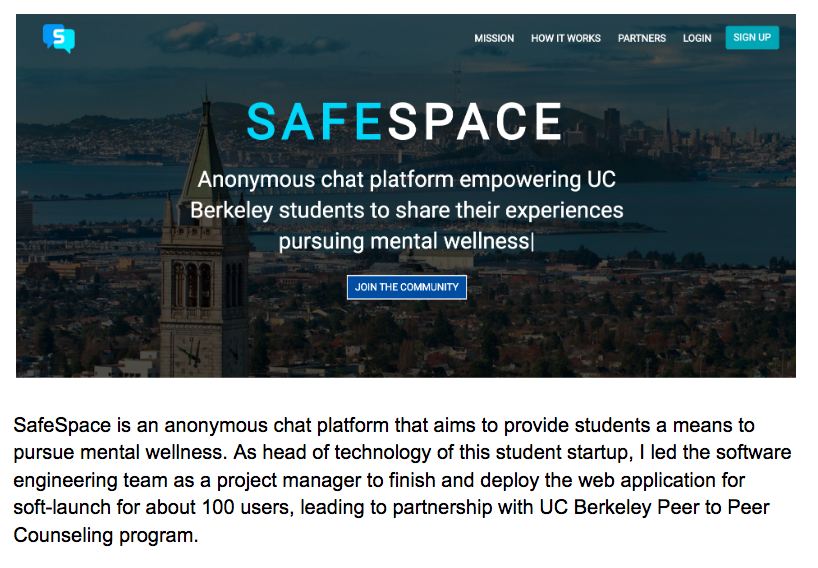 S
MISSION HOW IT WORKS PARTNERS LOGIN SIGN UP
SAFESPACE
Anonymous chat platform empowering UC
Berkeley students to share their experiences
pursuing mental wellness|
JOIN THE COMMUNITY
SafeSpace is an anonymous chat platform that aims to provide students a means to
pursue mental wellness. As head of technology of this student startup, I led the software
engineering team as a project manager to finish and deploy the web application for
soft-launch for about 100 users, leading to partnership with UC Berkeley Peer to Peer
Counseling program.